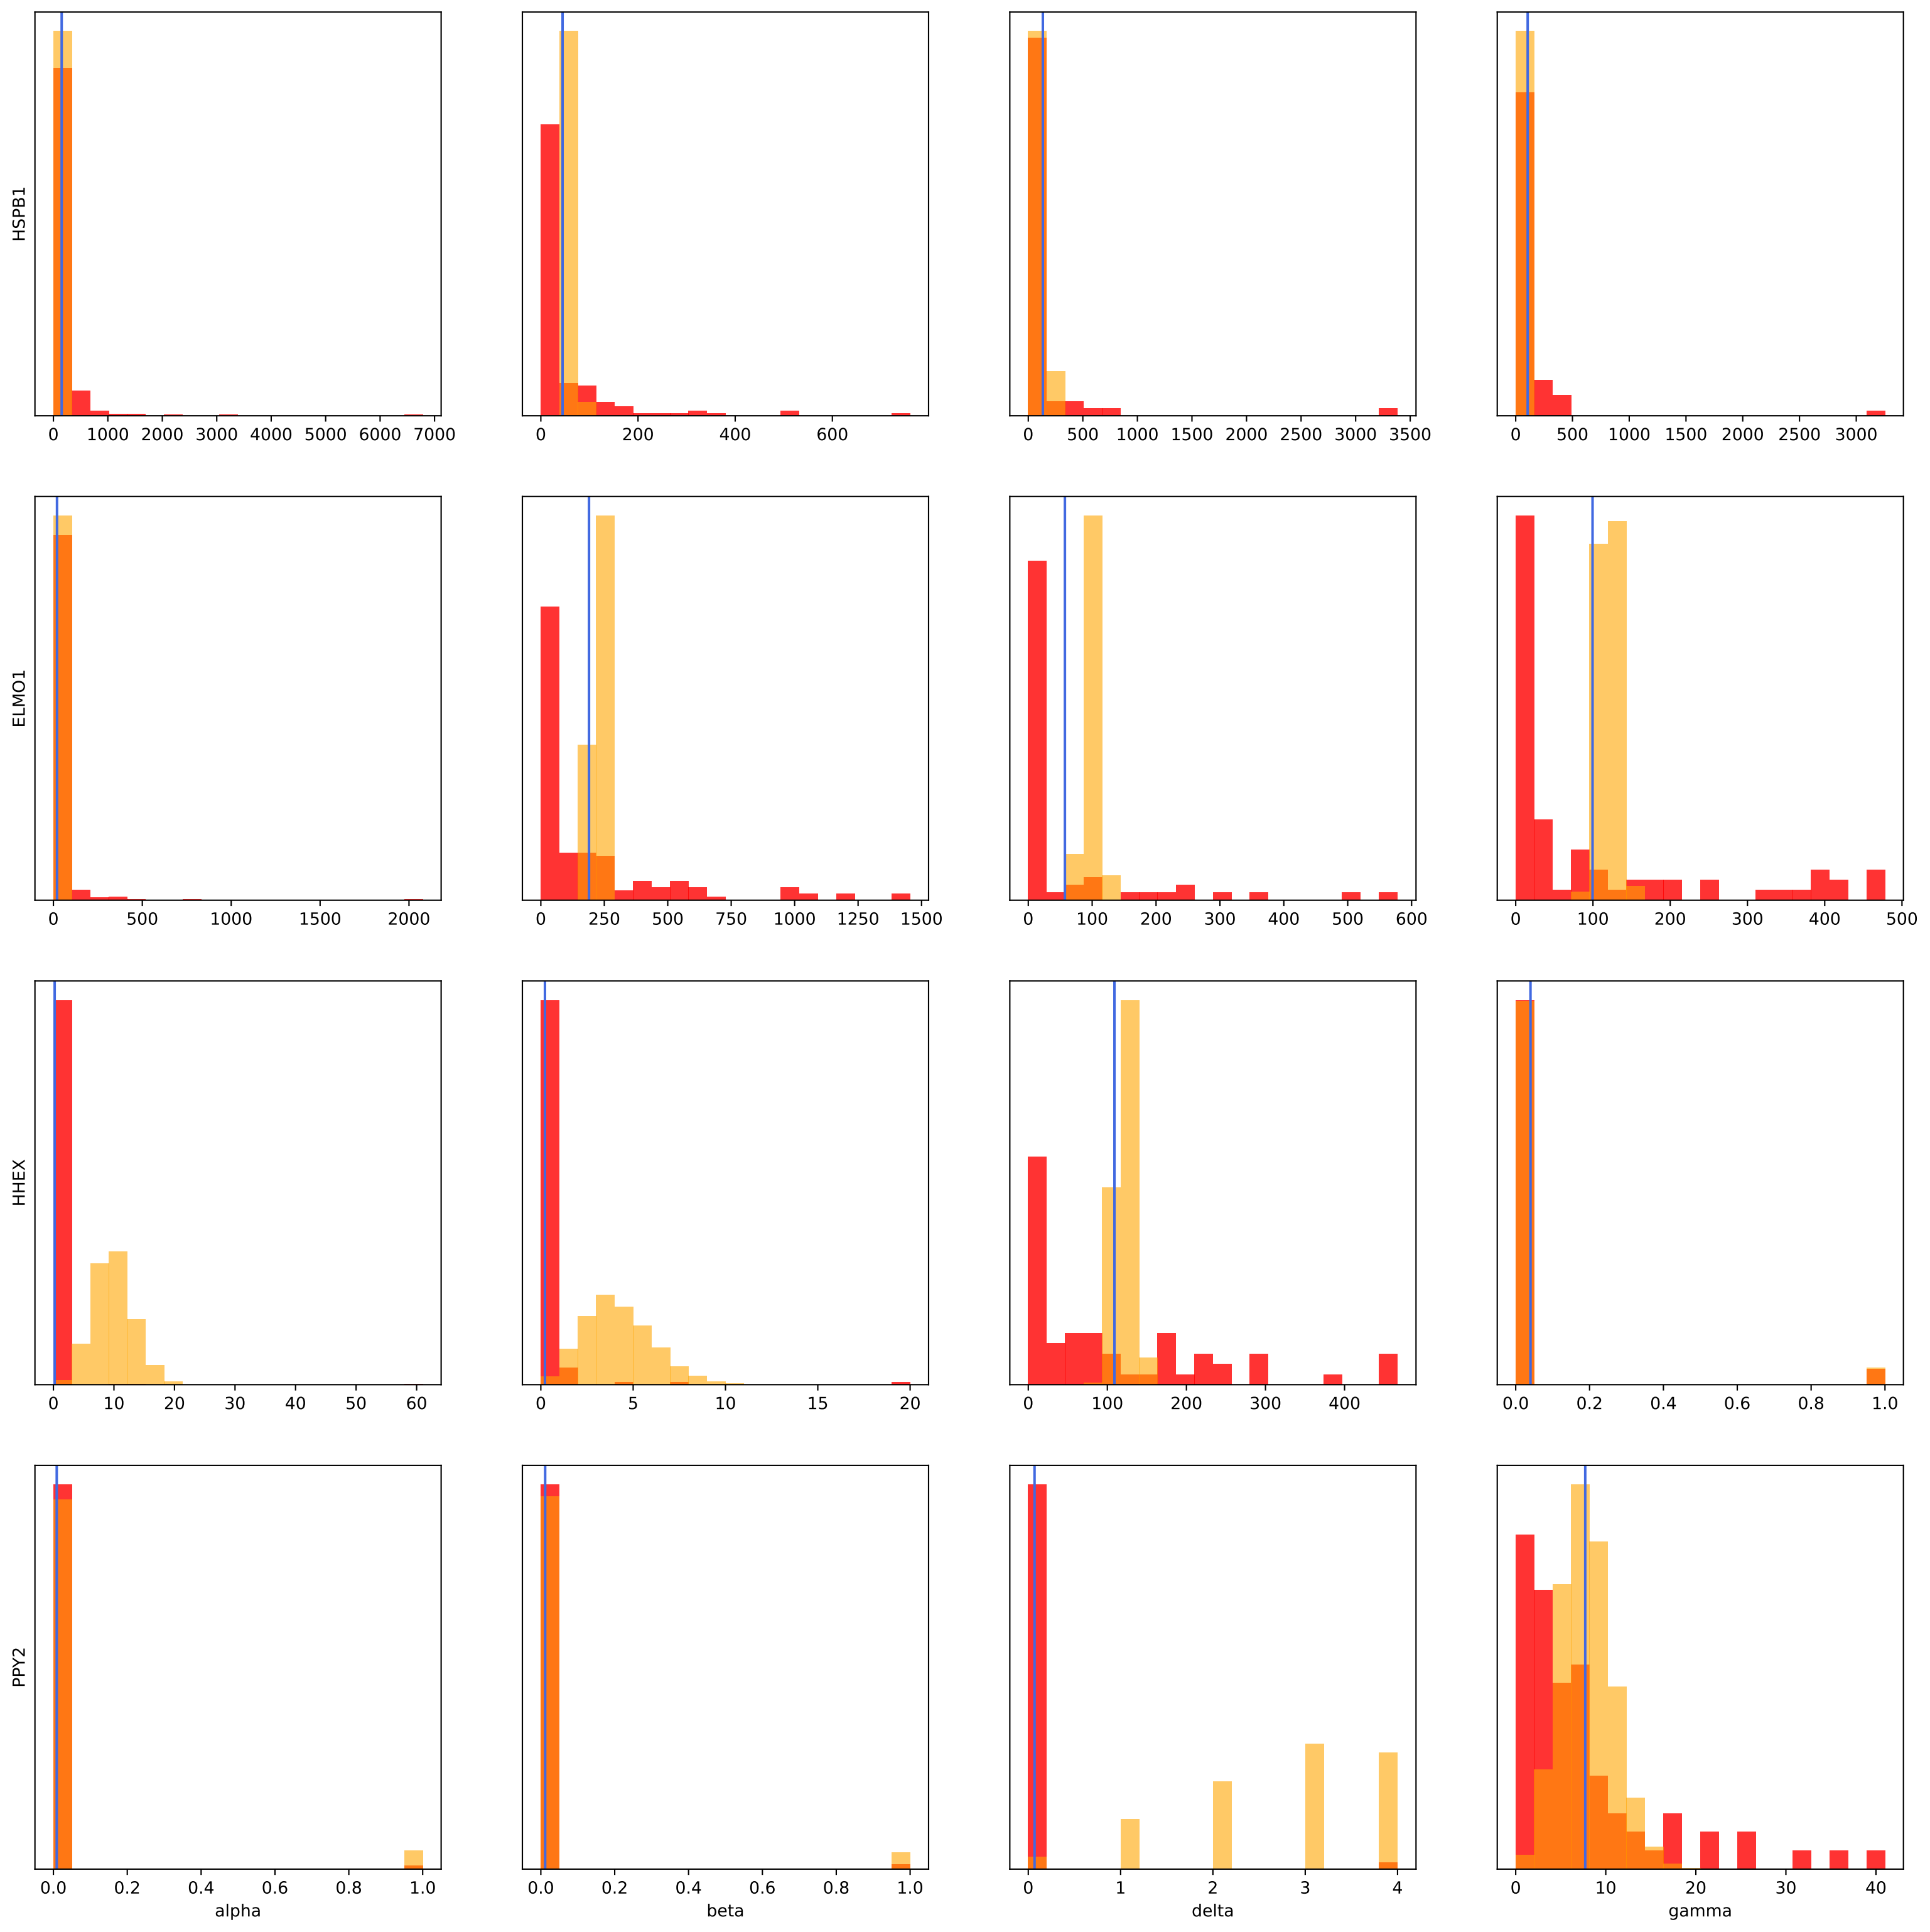 HSPB1
0 1000 2000 3000 4000 5000 6000 7000
0 200 400 600
0 500 1000 1500 2000 2500 3000 3500
0 500 1000 1500 2000 2500 3000
ELMO1
0 500 1000 1500 2000
0 250 500 750 1000 1250 1500
0 100 200 300 400 500 600
0 100 200 300 400 500
HHEX
0 10 20 30 40 50 60
0 5 10 15 20
0 100 200 300 400
0.0 0.2 0.4 0.6 0.8 1.0
PPY2
0.0 0.2 0.4 0.6 0.8 1.0
alpha
0.0 0.2 0.4 0.6 0.8 1.0
beta
0 1 2 3 4
delta
0 10 20 30 40
gamma